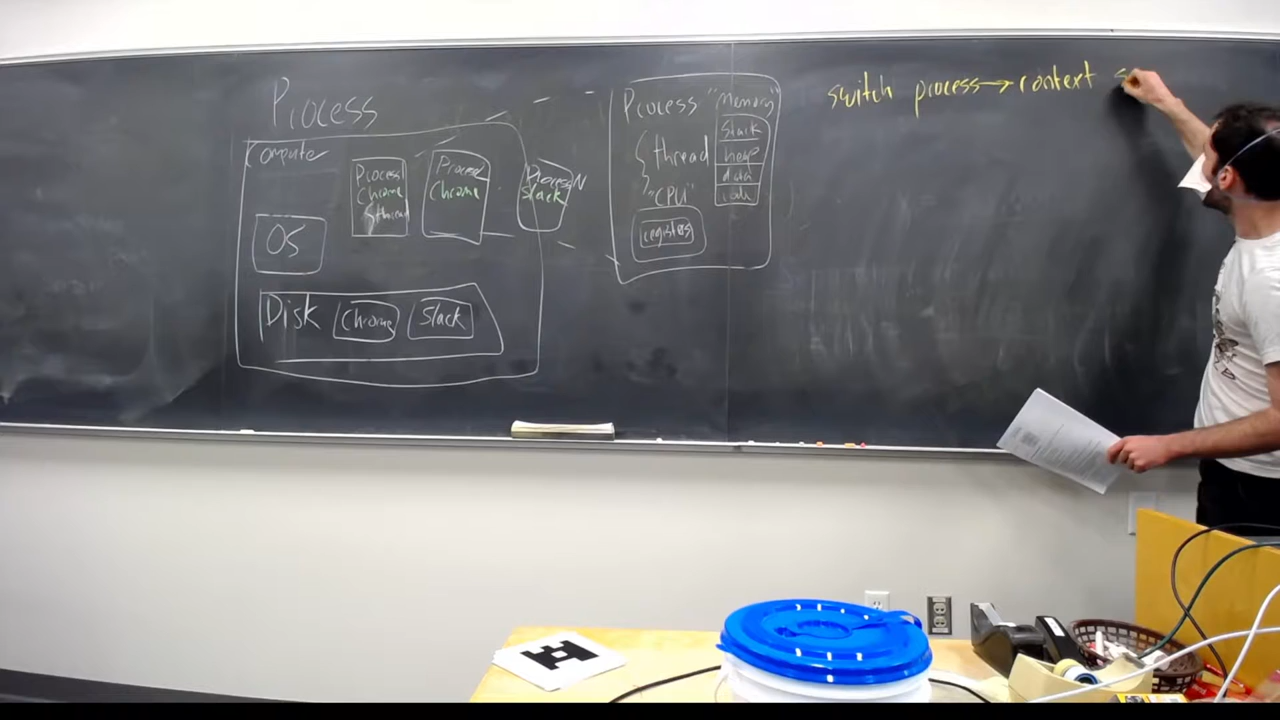 Process
Computer
Process
Chrome
thread
Process
Chrome
Process N
Slack
OS
Disk
Chrome
Slack
Process
"Memory"
stack
heap
data
code
thread
"CPU"
registers
switch process → context s